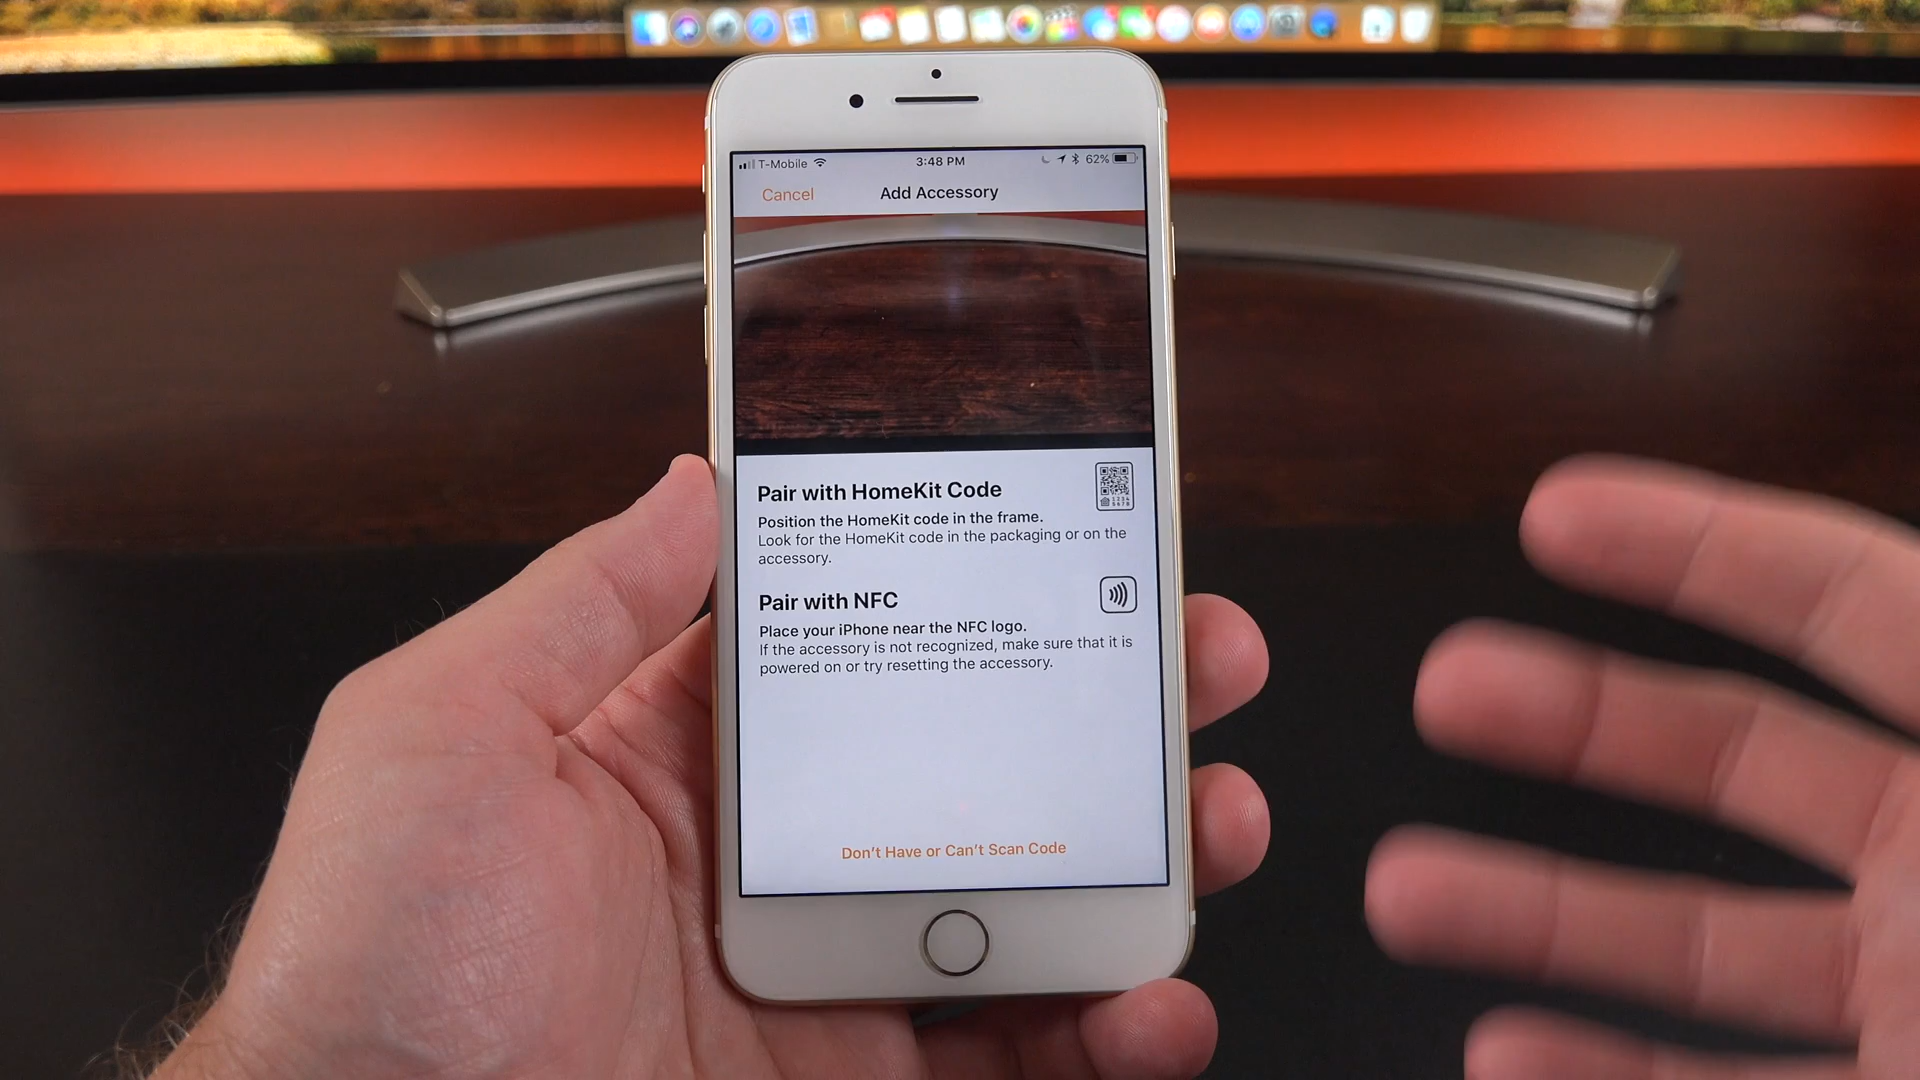 T-Mobile 3:48 PM 62%
Cancel Add Accessory
Pair with HomeKit Code
Position the HomeKit code in the frame.
Look for the HomeKit code in the packaging or on the
accessory.
Pair with NFC
Place your iPhone near the NFC logo.
If the accessory is not recognized, make sure that it is
powered on or try resetting the accessory.
Don't Have or Can't Scan Code